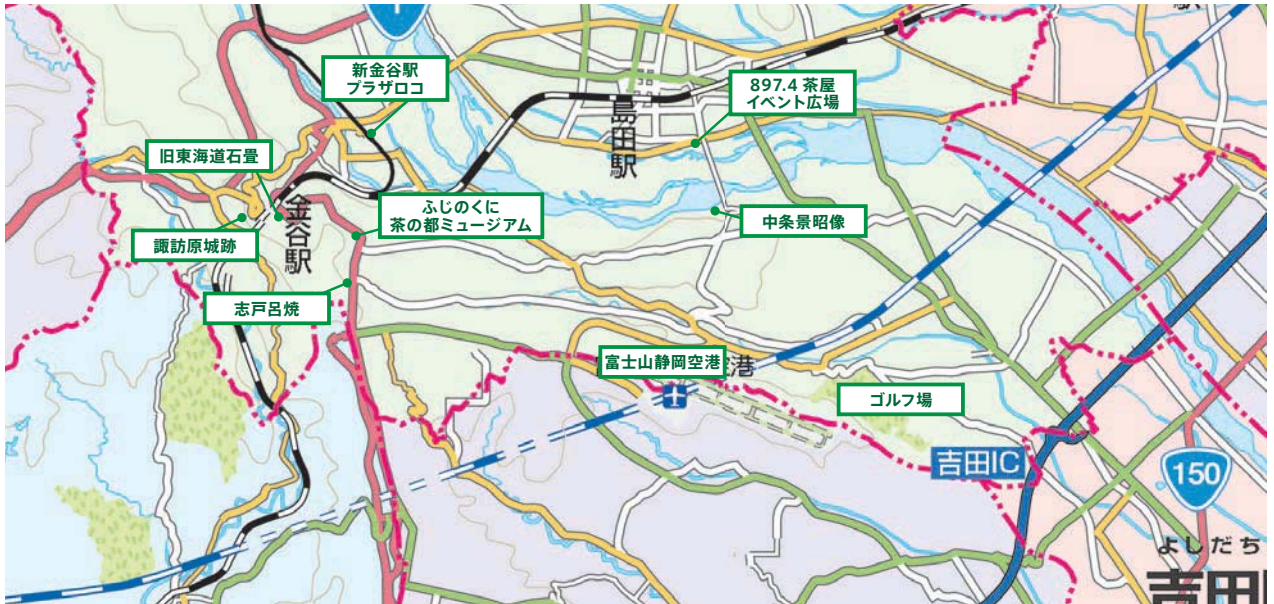 1
新金谷駅
プラザロコ
897.4 茶屋
イベント広場
島田駅
旧東海道石畳
ふじのくに
茶の都ミュージアム
中条景昭像
諏訪原城跡
金谷駅
志戸呂焼
富士山静岡空港
港
ゴルフ場
吉田IC
150
よしだち
吉田